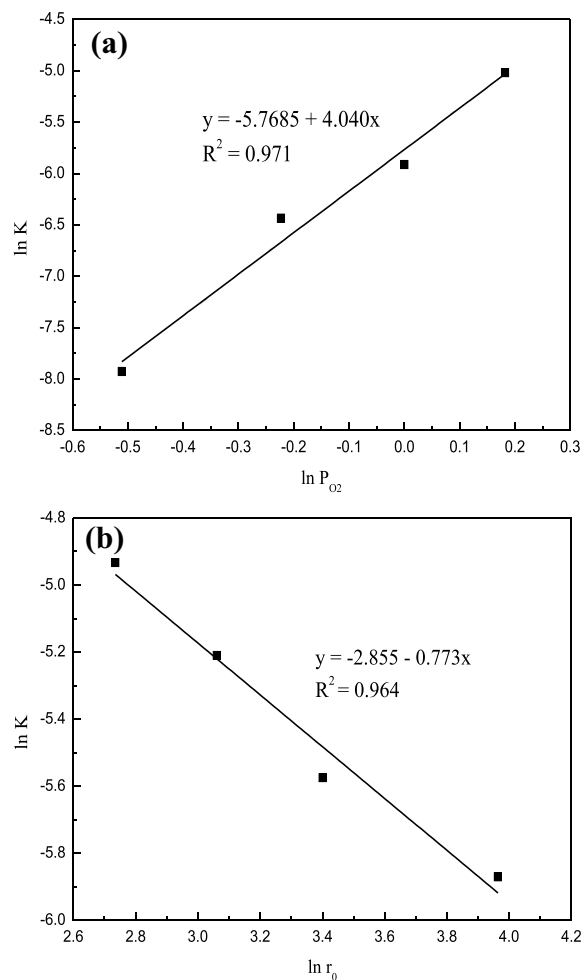 (a)
y = -5.7685 + 4.040x
R² = 0.971
ln K
-4.5
-5.0
-5.5
-6.0
-6.5
-7.0
-7.5
-8.0
-8.5
-0.6 -0.5 -0.4 -0.3 -0.2 -0.1 0.0 0.1 0.2 0.3
ln P_O2
(b)
y = -2.855 - 0.773x
R² = 0.964
ln K
-4.8
-5.0
-5.2
-5.4
-5.6
-5.8
-6.0
2.6 2.8 3.0 3.2 3.4 3.6 3.8 4.0 4.2
ln r₀